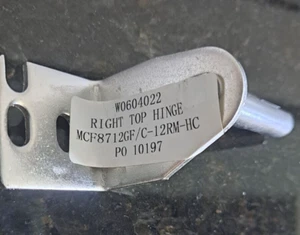 W0604022
RIGHT TOP HINGE
MCF8712GF/C-12RM-HC
PO 10197